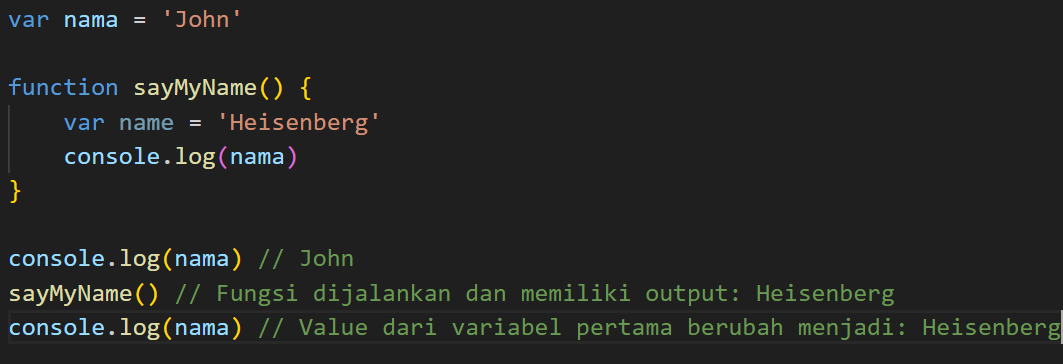 var nama = 'John'
function sayMyName() {
var name = 'Heisenberg'
console.log(nama)
}
console.log(nama) // John
sayMyName() // Fungsi dijalankan dan memiliki output: Heisenberg
console.log(nama) // Value dari variabel pertama berubah menjadi: Heisenberg